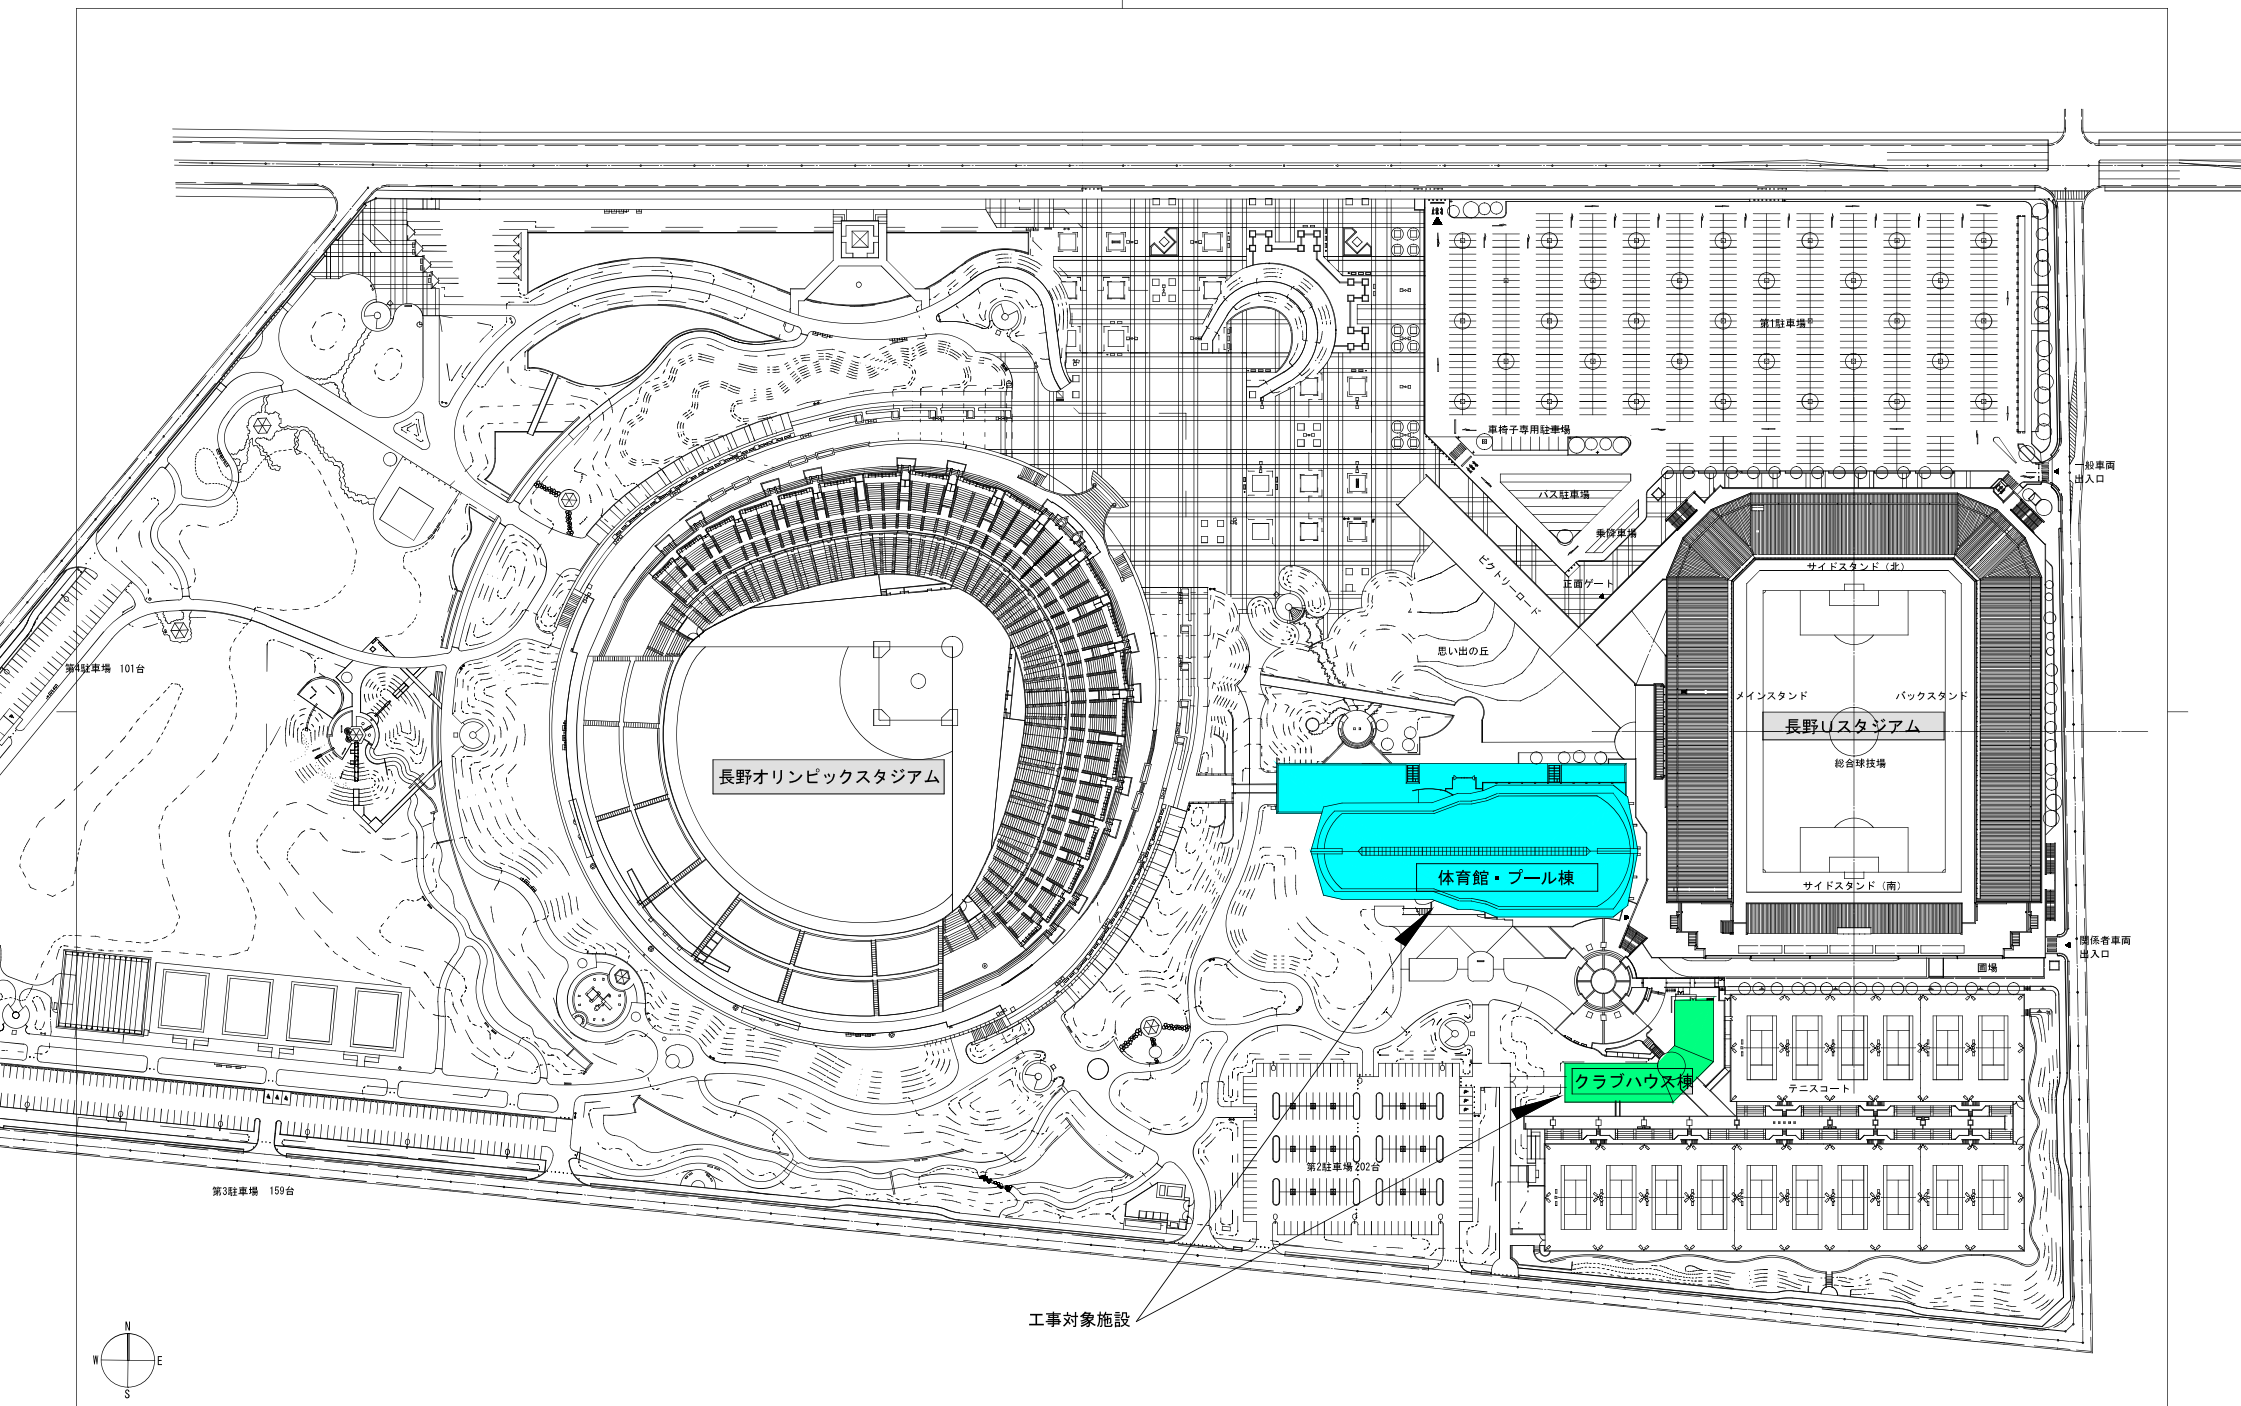 第1駐車場
車椅子専用駐車場
一般車両
出入口
バス駐車場
乗降車場
サイドスタンド（北）
正面ゲート
ビクトリーロード
思い出の丘
第4駐車場 101台
メインスタンド
バックスタンド
長野Uスタジアム
総合球技場
長野オリンピックスタジアム
体育館・プール棟
サイドスタンド（南）
関係者車両
出入口
圃場
クラブハウス棟
テニスコート
第2駐車場 202台
第3駐車場 159台
工事対象施設
N
W
E
S